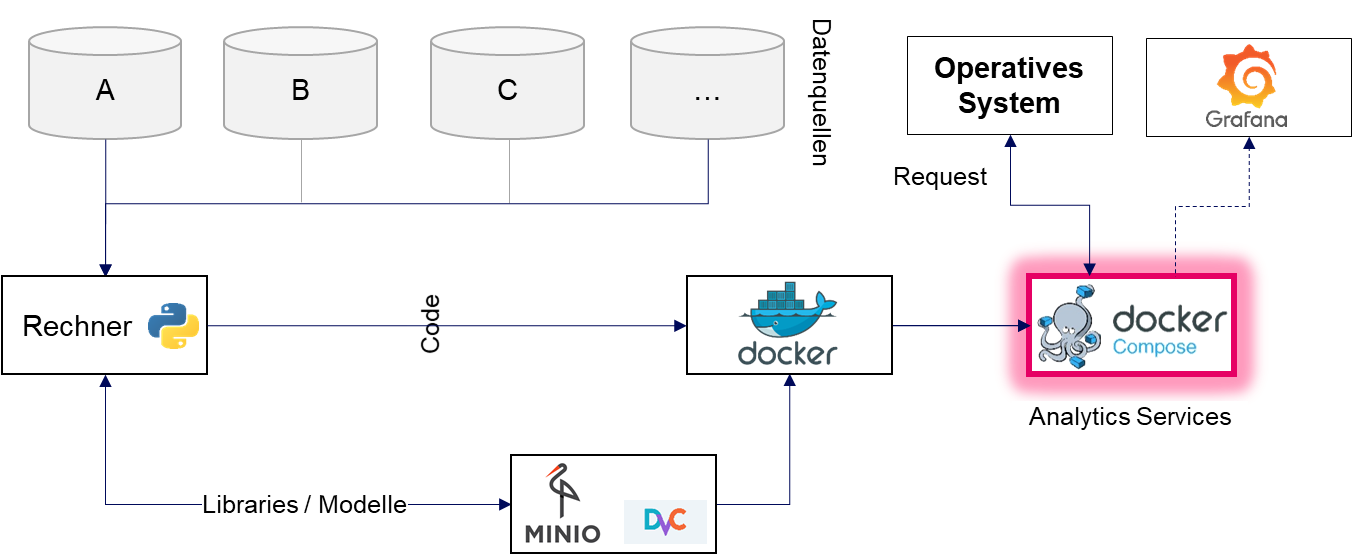 A
B
C
...
Datenquellen
Operatives
System
Grafana
Request
Rechner
Code
docker
docker
Compose
Analytics Services
Libraries / Modelle
MINIO
DVC